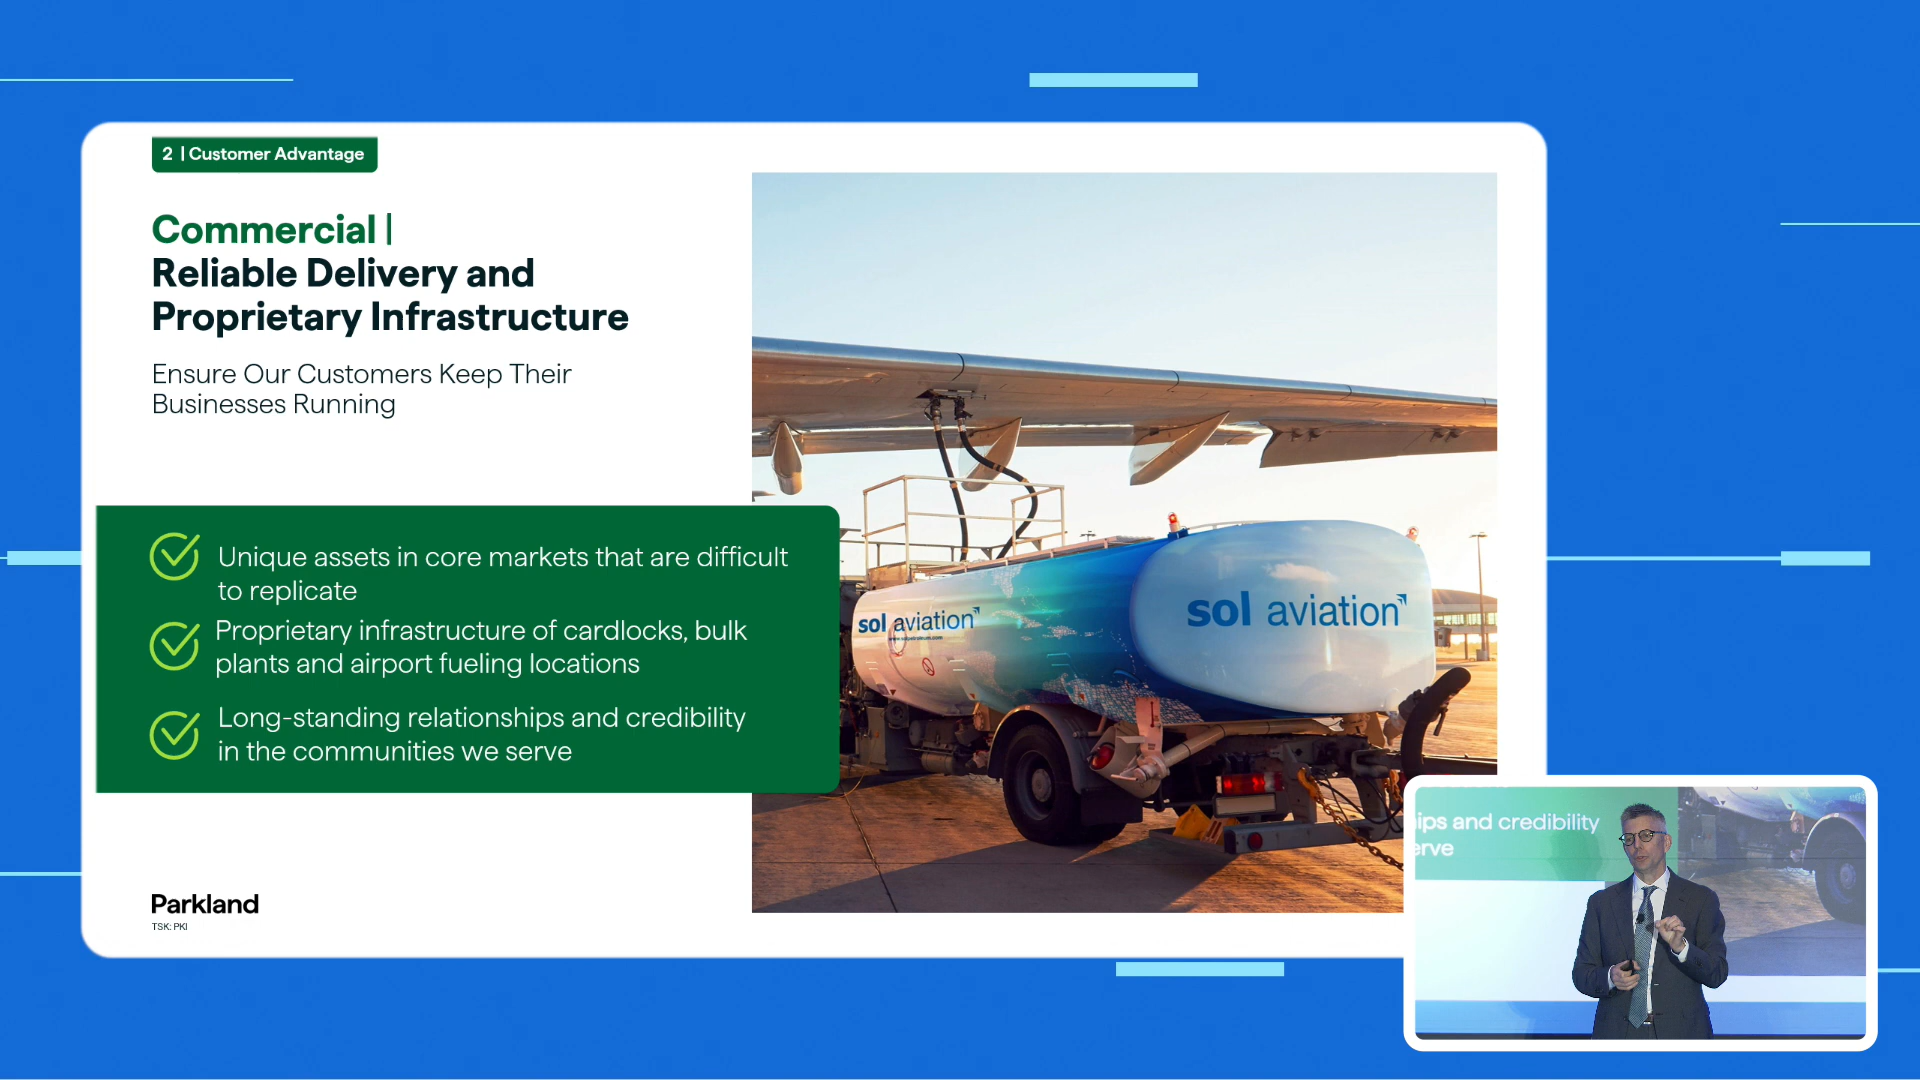 2 | Customer Advantage
Commercial |
Reliable Delivery and
Proprietary Infrastructure
Ensure Our Customers Keep Their
Businesses Running
Unique assets in core markets that are difficult
to replicate
Proprietary infrastructure of cardlocks, bulk
plants and airport fueling locations
Long-standing relationships and credibility
in the communities we serve
sol aviation
sol aviation
Parkland
TSX: PKI
ips and credibility
erve